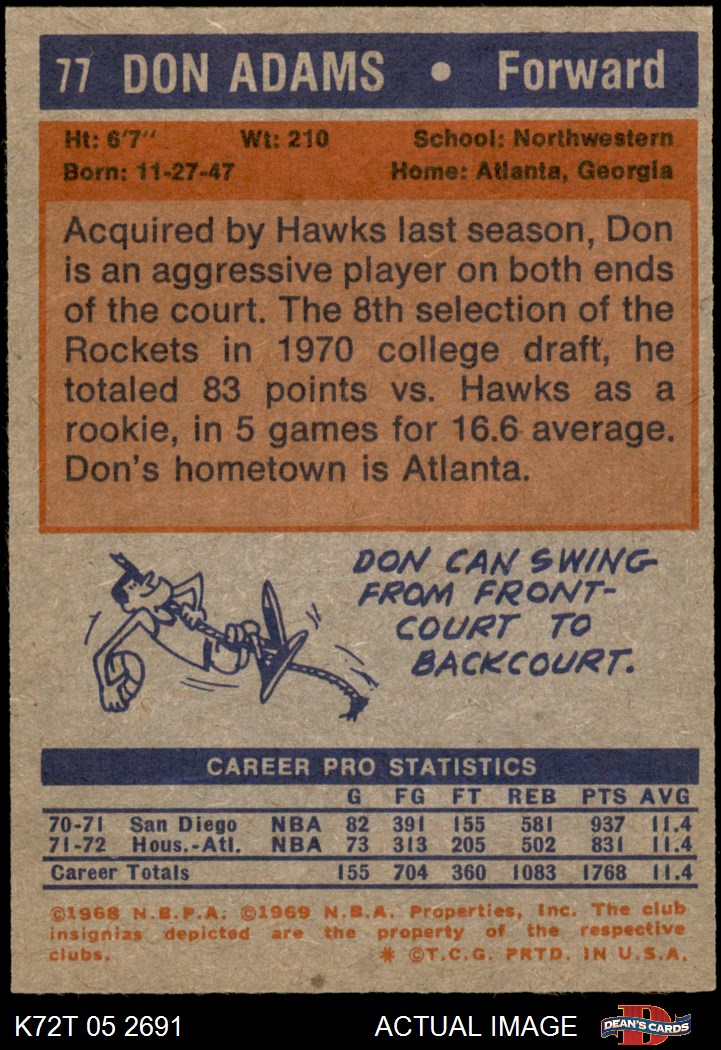 77 DON ADAMS • Forward
Ht: 6'7" Wt: 210 School: Northwestern
Born: 11-27-47 Home: Atlanta, Georgia
Acquired by Hawks last season, Don
is an aggressive player on both ends
of the court. The 8th selection of the
Rockets in 1970 college draft, he
totaled 83 points vs. Hawks as a
rookie, in 5 games for 16.6 average.
Don's hometown is Atlanta.
DON CAN SWING
FROM FRONT-
COURT TO
BACKCOURT.
CAREER PRO STATISTICS
G FG FT REB PTS AVG
70-71 San Diego NBA 82 391 155 581 937 11.4
71-72 Hous.-Atl. NBA 73 313 205 502 831 11.4
Career Totals 155 704 360 1083 1768 11.4
©1968 N.B.P.A. ©1969 N.B.A. Properties, Inc. The club
insignias depicted are the property of the respective
clubs. * ©T.C.G. PRTD. IN U.S.A.
K72T 05 2691 ACTUAL IMAGE DEAN'S CARDS